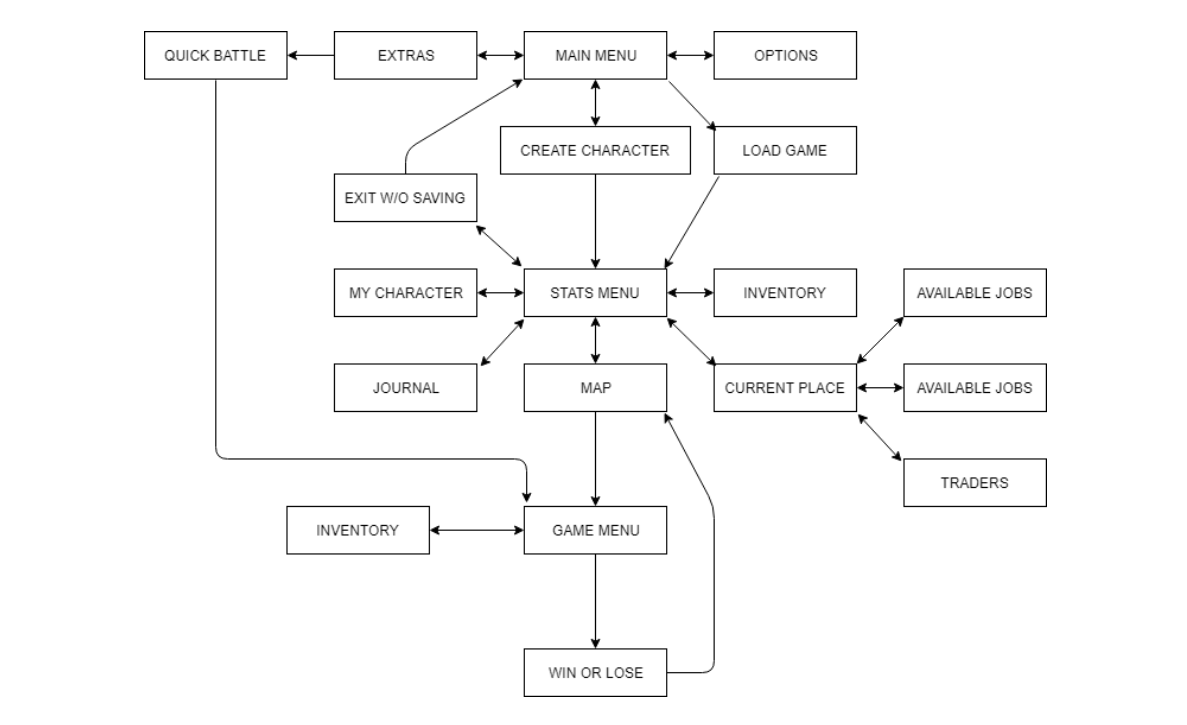 QUICK BATTLE
EXTRAS
MAIN MENU
OPTIONS
CREATE CHARACTER
LOAD GAME
EXIT W/O SAVING
MY CHARACTER
STATS MENU
INVENTORY
AVAILABLE JOBS
JOURNAL
MAP
CURRENT PLACE
AVAILABLE JOBS
TRADERS
INVENTORY
GAME MENU
WIN OR LOSE